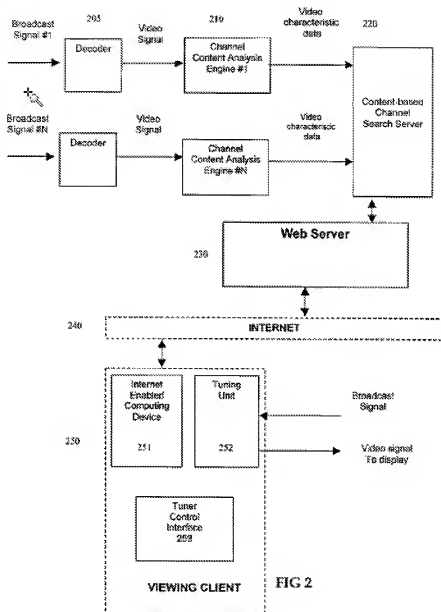 Broadcast
Signal #1
205
Decoder
Video
Signal
210
Channel
Content Analysis
Engine #1
Video
characteristic
data
220
Content-based
Channel
Search Server
Broadcast
Signal #N
Decoder
Video
Signal
Channel
Content Analysis
Engine #N
Video
characteristic
data
230
Web Server
240
INTERNET
250
Internet
Enabled
Computing
Device
251
Tuning
Unit
252
Broadcast
Signal
Video signal
To display
Tuner
Control
Interface
253
VIEWING CLIENT
FIG 2